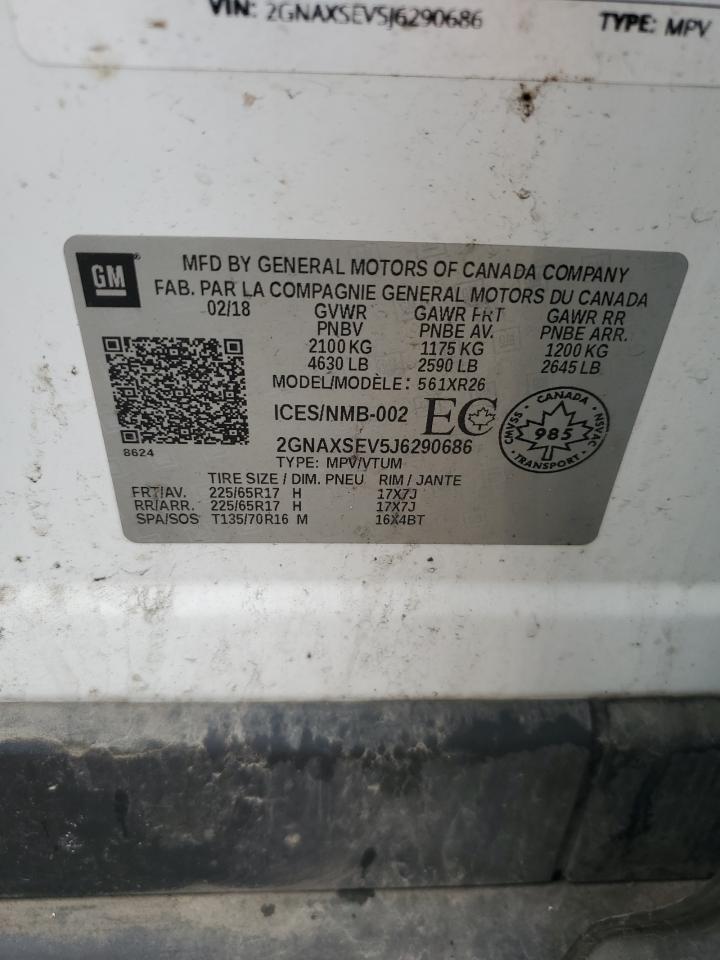 VIN: 2GNAXSEV5J6290686 TYPE: MPV
GM
MFD BY GENERAL MOTORS OF CANADA COMPANY
FAB. PAR LA COMPAGNIE GENERAL MOTORS DU CANADA
02/18 GVWR GAWR FRT GAWR RR
PNBV PNBE AV. PNBE ARR.
2100 KG 1175 KG 1200 KG
4630 LB 2590 LB 2645 LB
MODEL/MODÈLE: 561XR26
ICES/NMB-002 EC
CANADA
CMVSS 985 NSVAC
TRANSPORT
8624
2GNAXSEV5J6290686
TYPE: MPV/VTUM
TIRE SIZE / DIM. PNEU RIM / JANTE
FRT/AV. 225/65R17 H 17X7J
RR/ARR. 225/65R17 H 17X7J
SPA/SOS T135/70R16 M 16X4BT